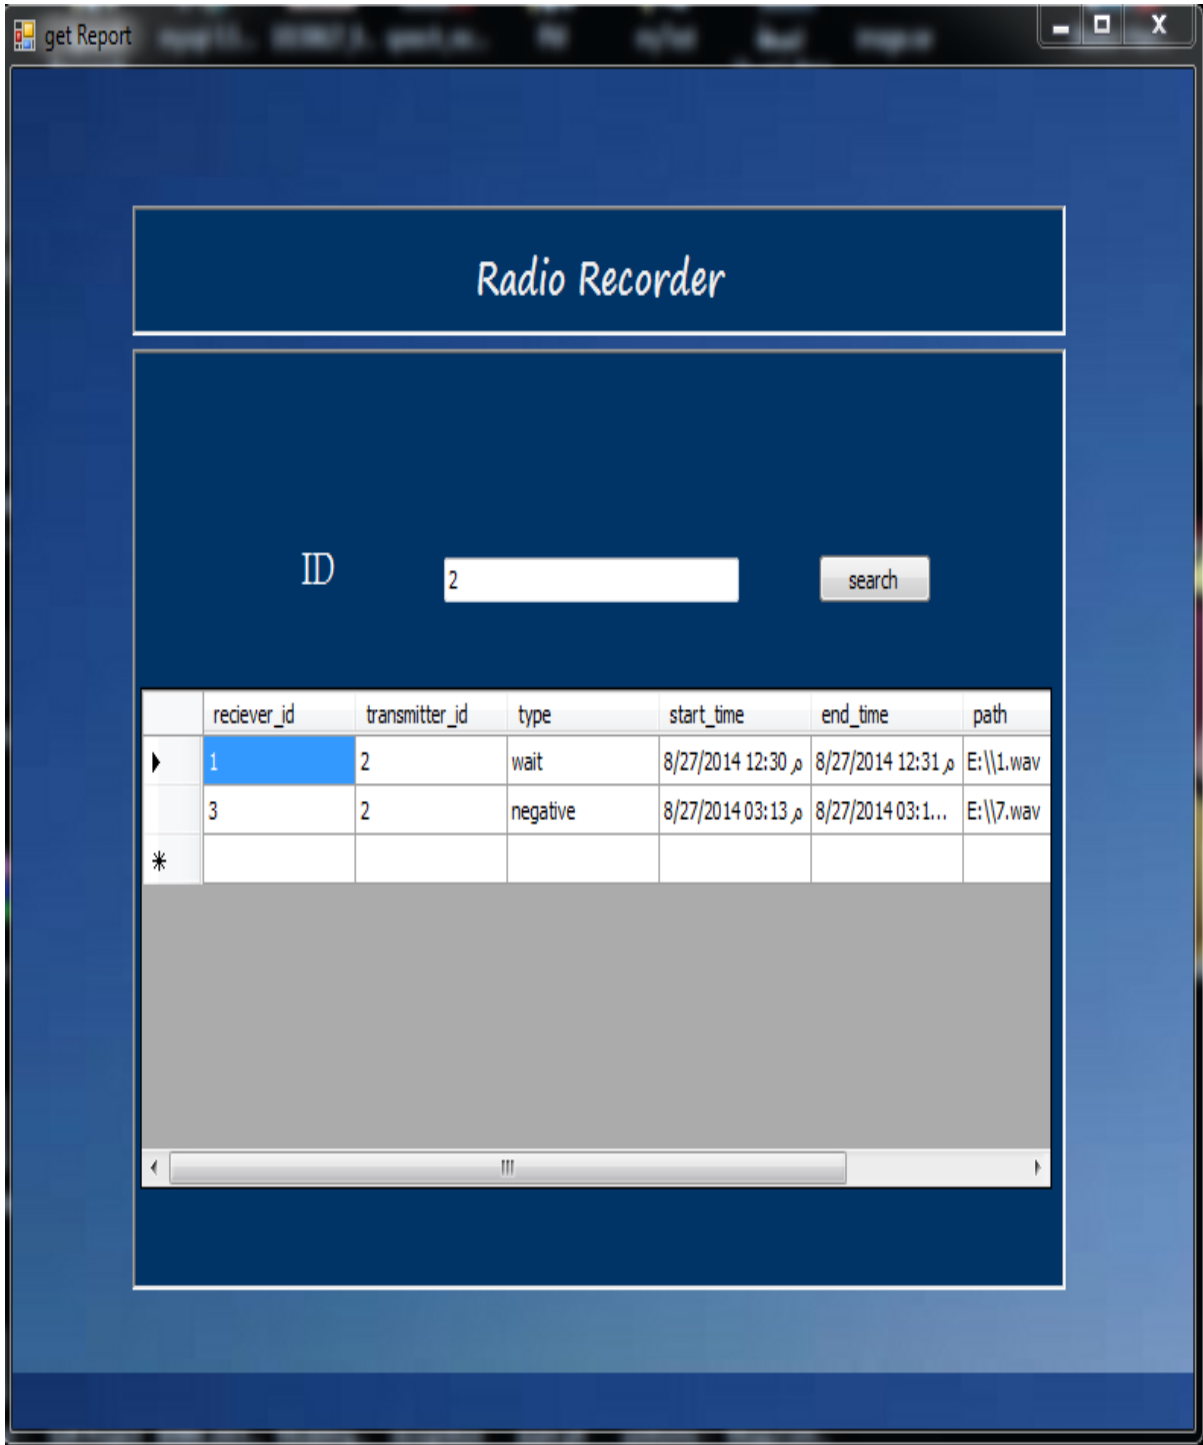 get Report
Radio Recorder
ID 2 search
reciever_id transmitter_id type start_time end_time path
1 2 wait 8/27/2014 12:30 م 8/27/2014 12:31 م E:\\1.wav
3 2 negative 8/27/2014 03:13 م 8/27/2014 03:1... E:\\7.wav